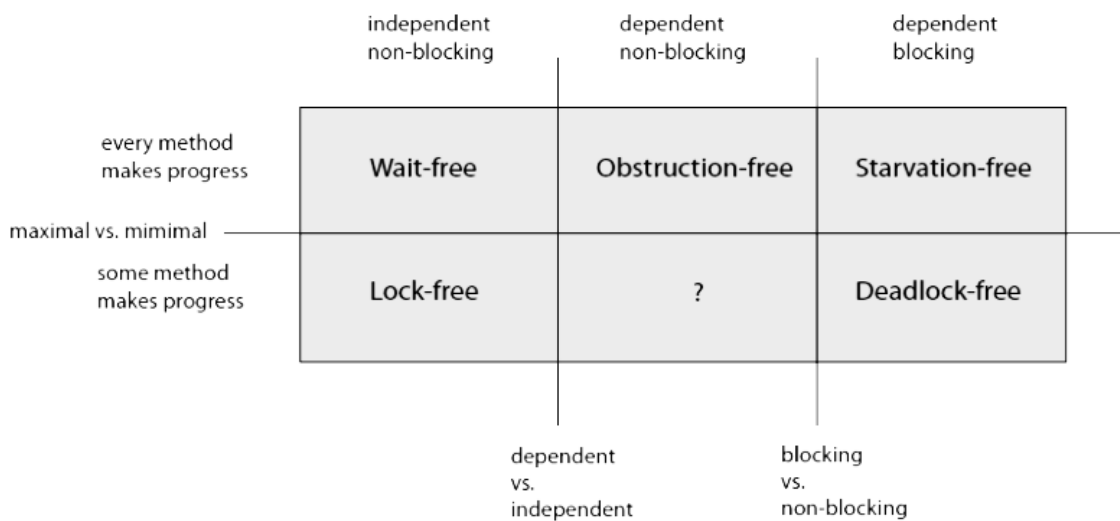 independent
non-blocking
dependent
non-blocking
dependent
blocking
every method
makes progress
Wait-free
Obstruction-free
Starvation-free
maximal vs. mimimal
some method
makes progress
Lock-free
?
Deadlock-free
dependent
vs.
independent
blocking
vs.
non-blocking